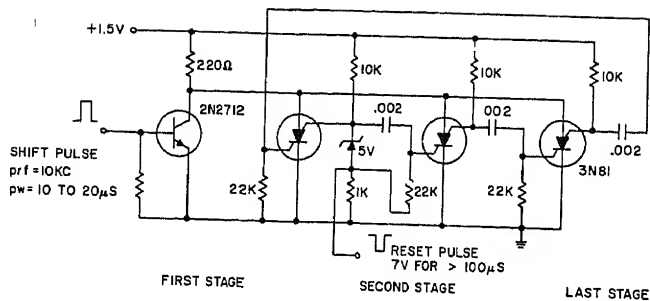 +1.5V
220Ω
10K
10K
10K
2N2712
.002
.002
.002
5V
3N81
SHIFT PULSE
prf=10KC
pw=10 TO 20μS
22K
1K
22K
22K
RESET PULSE
7V FOR > 100μS
FIRST STAGE
SECOND STAGE
LAST STAGE